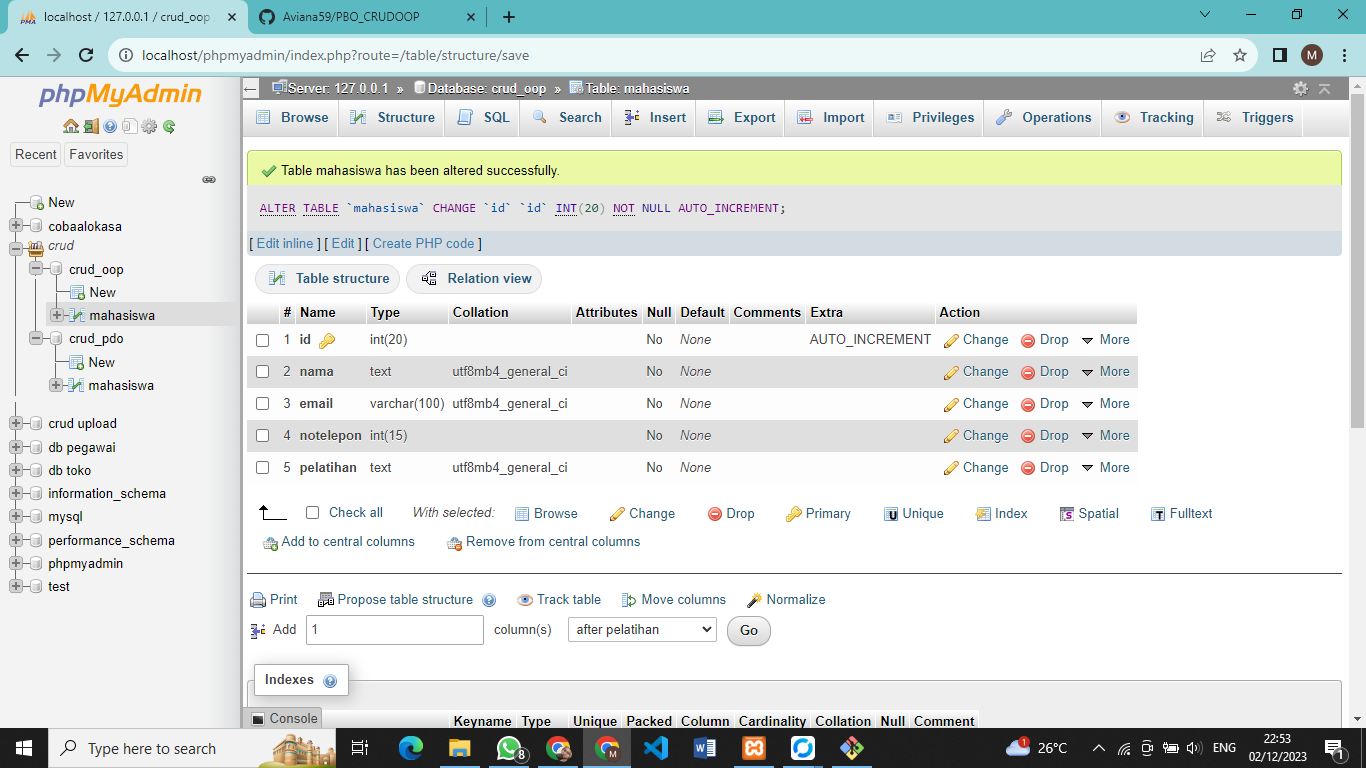 localhost / 127.0.0.1 / crud_oop
Aviana59/PBO_CRUDOOP
localhost/phpmyadmin/index.php?route=/table/structure/save
M
phpMyAdmin
Recent Favorites
New
cobaalokasa
crud
crud_oop
New
mahasiswa
crud_pdo
New
mahasiswa
crud upload
db pegawai
db toko
information_schema
mysql
performance_schema
phpmyadmin
test
Server: 127.0.0.1 » Database: crud_oop » Table: mahasiswa
Browse Structure SQL Search Insert Export Import Privileges Operations Tracking Triggers
Table mahasiswa has been altered successfully.
ALTER TABLE `mahasiswa` CHANGE `id` `id` INT(20) NOT NULL AUTO_INCREMENT;
[ Edit inline ] [ Edit ] [ Create PHP code ]
Table structure Relation view
# Name Type Collation Attributes Null Default Comments Extra Action
1 id int(20) No None AUTO_INCREMENT Change Drop More
2 nama text utf8mb4_general_ci No None Change Drop More
3 email varchar(100) utf8mb4_general_ci No None Change Drop More
4 notelepon int(15) No None Change Drop More
5 pelatihan text utf8mb4_general_ci No None Change Drop More
Check all With selected: Browse Change Drop Primary Unique Index Spatial Fulltext
Add to central columns Remove from central columns
Print Propose table structure Track table Move columns Normalize
Add 1 column(s) after pelatihan Go
Indexes
Console
Keyname Type Unique Packed Column Cardinality Collation Null Comment
Type here to search
8
M
1
26°C
ENG
22:53
02/12/2023
1